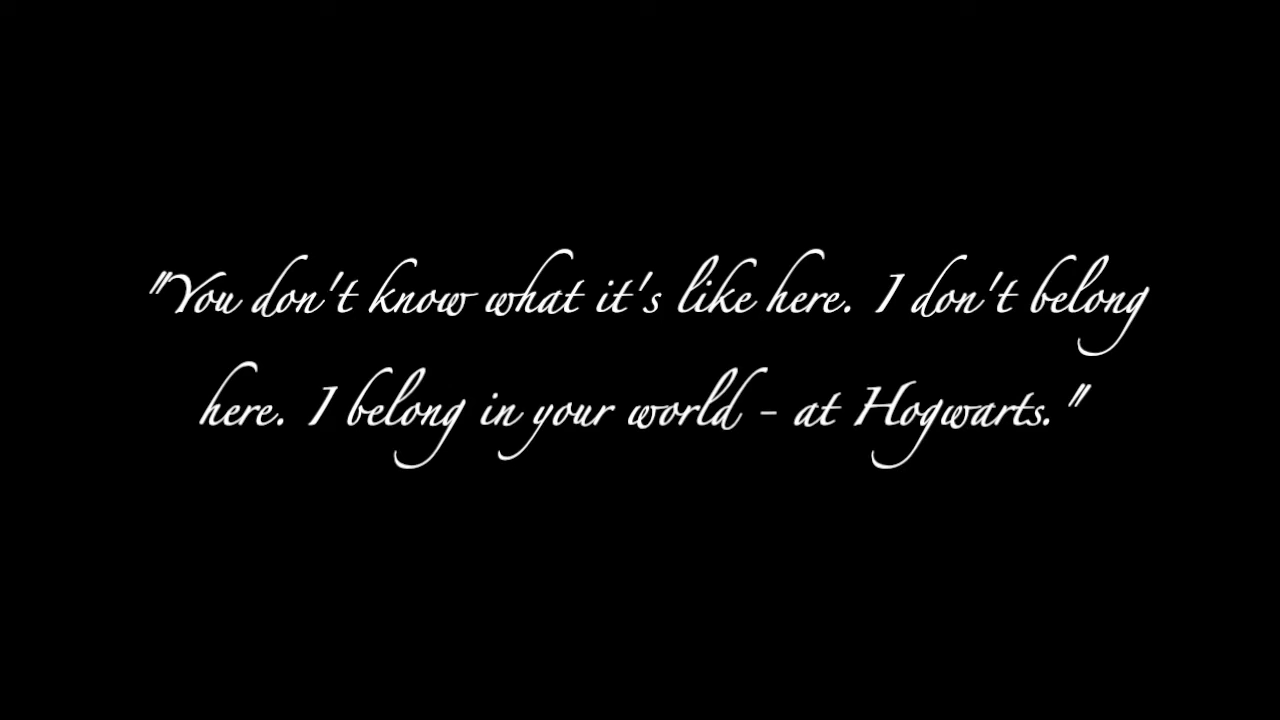 "You don't know what it's like here. I don't belong
here. I belong in your world - at Hogwarts."